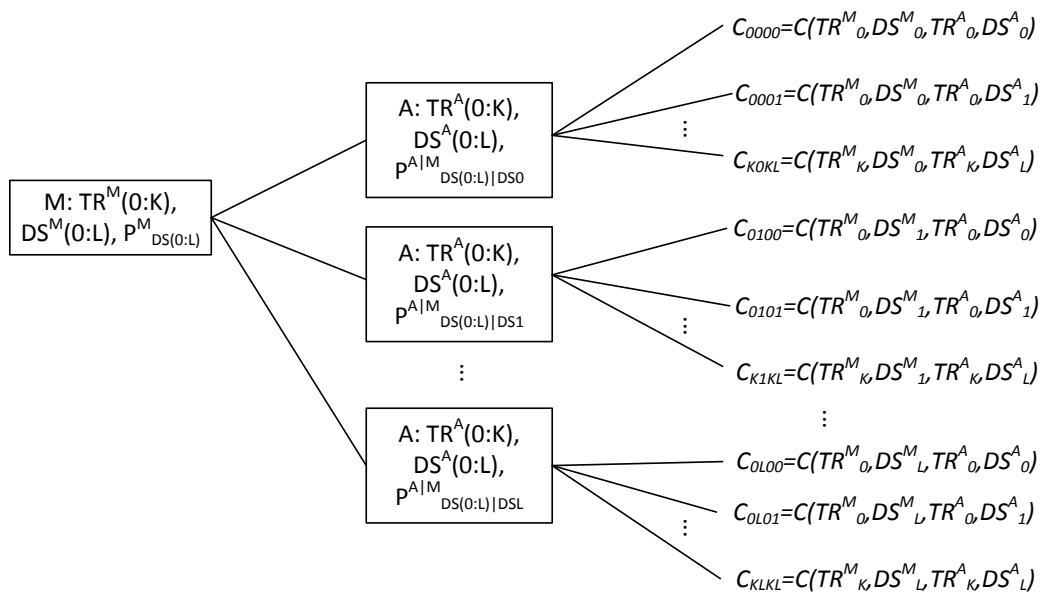 M: TR^M(0:K),
DS^M(0:L), P^M_DS(0:L)
A: TR^A(0:K),
DS^A(0:L),
P^A|M_DS(0:L)|DS0
A: TR^A(0:K),
DS^A(0:L),
P^A|M_DS(0:L)|DS1
⋮
A: TR^A(0:K),
DS^A(0:L),
P^A|M_DS(0:L)|DSL
C_0000=C(TR^M_0,DS^M_0,TR^A_0,DS^A_0)
C_0001=C(TR^M_0,DS^M_0,TR^A_0,DS^A_1)
⋮
C_K0KL=C(TR^M_K,DS^M_0,TR^A_K,DS^A_L)
C_0100=C(TR^M_0,DS^M_1,TR^A_0,DS^A_0)
C_0101=C(TR^M_0,DS^M_1,TR^A_0,DS^A_1)
⋮
C_K1KL=C(TR^M_K,DS^M_1,TR^A_K,DS^A_L)
⋮
C_0L00=C(TR^M_0,DS^M_L,TR^A_0,DS^A_0)
C_0L01=C(TR^M_0,DS^M_L,TR^A_0,DS^A_1)
⋮
C_KLKL=C(TR^M_K,DS^M_L,TR^A_K,DS^A_L)